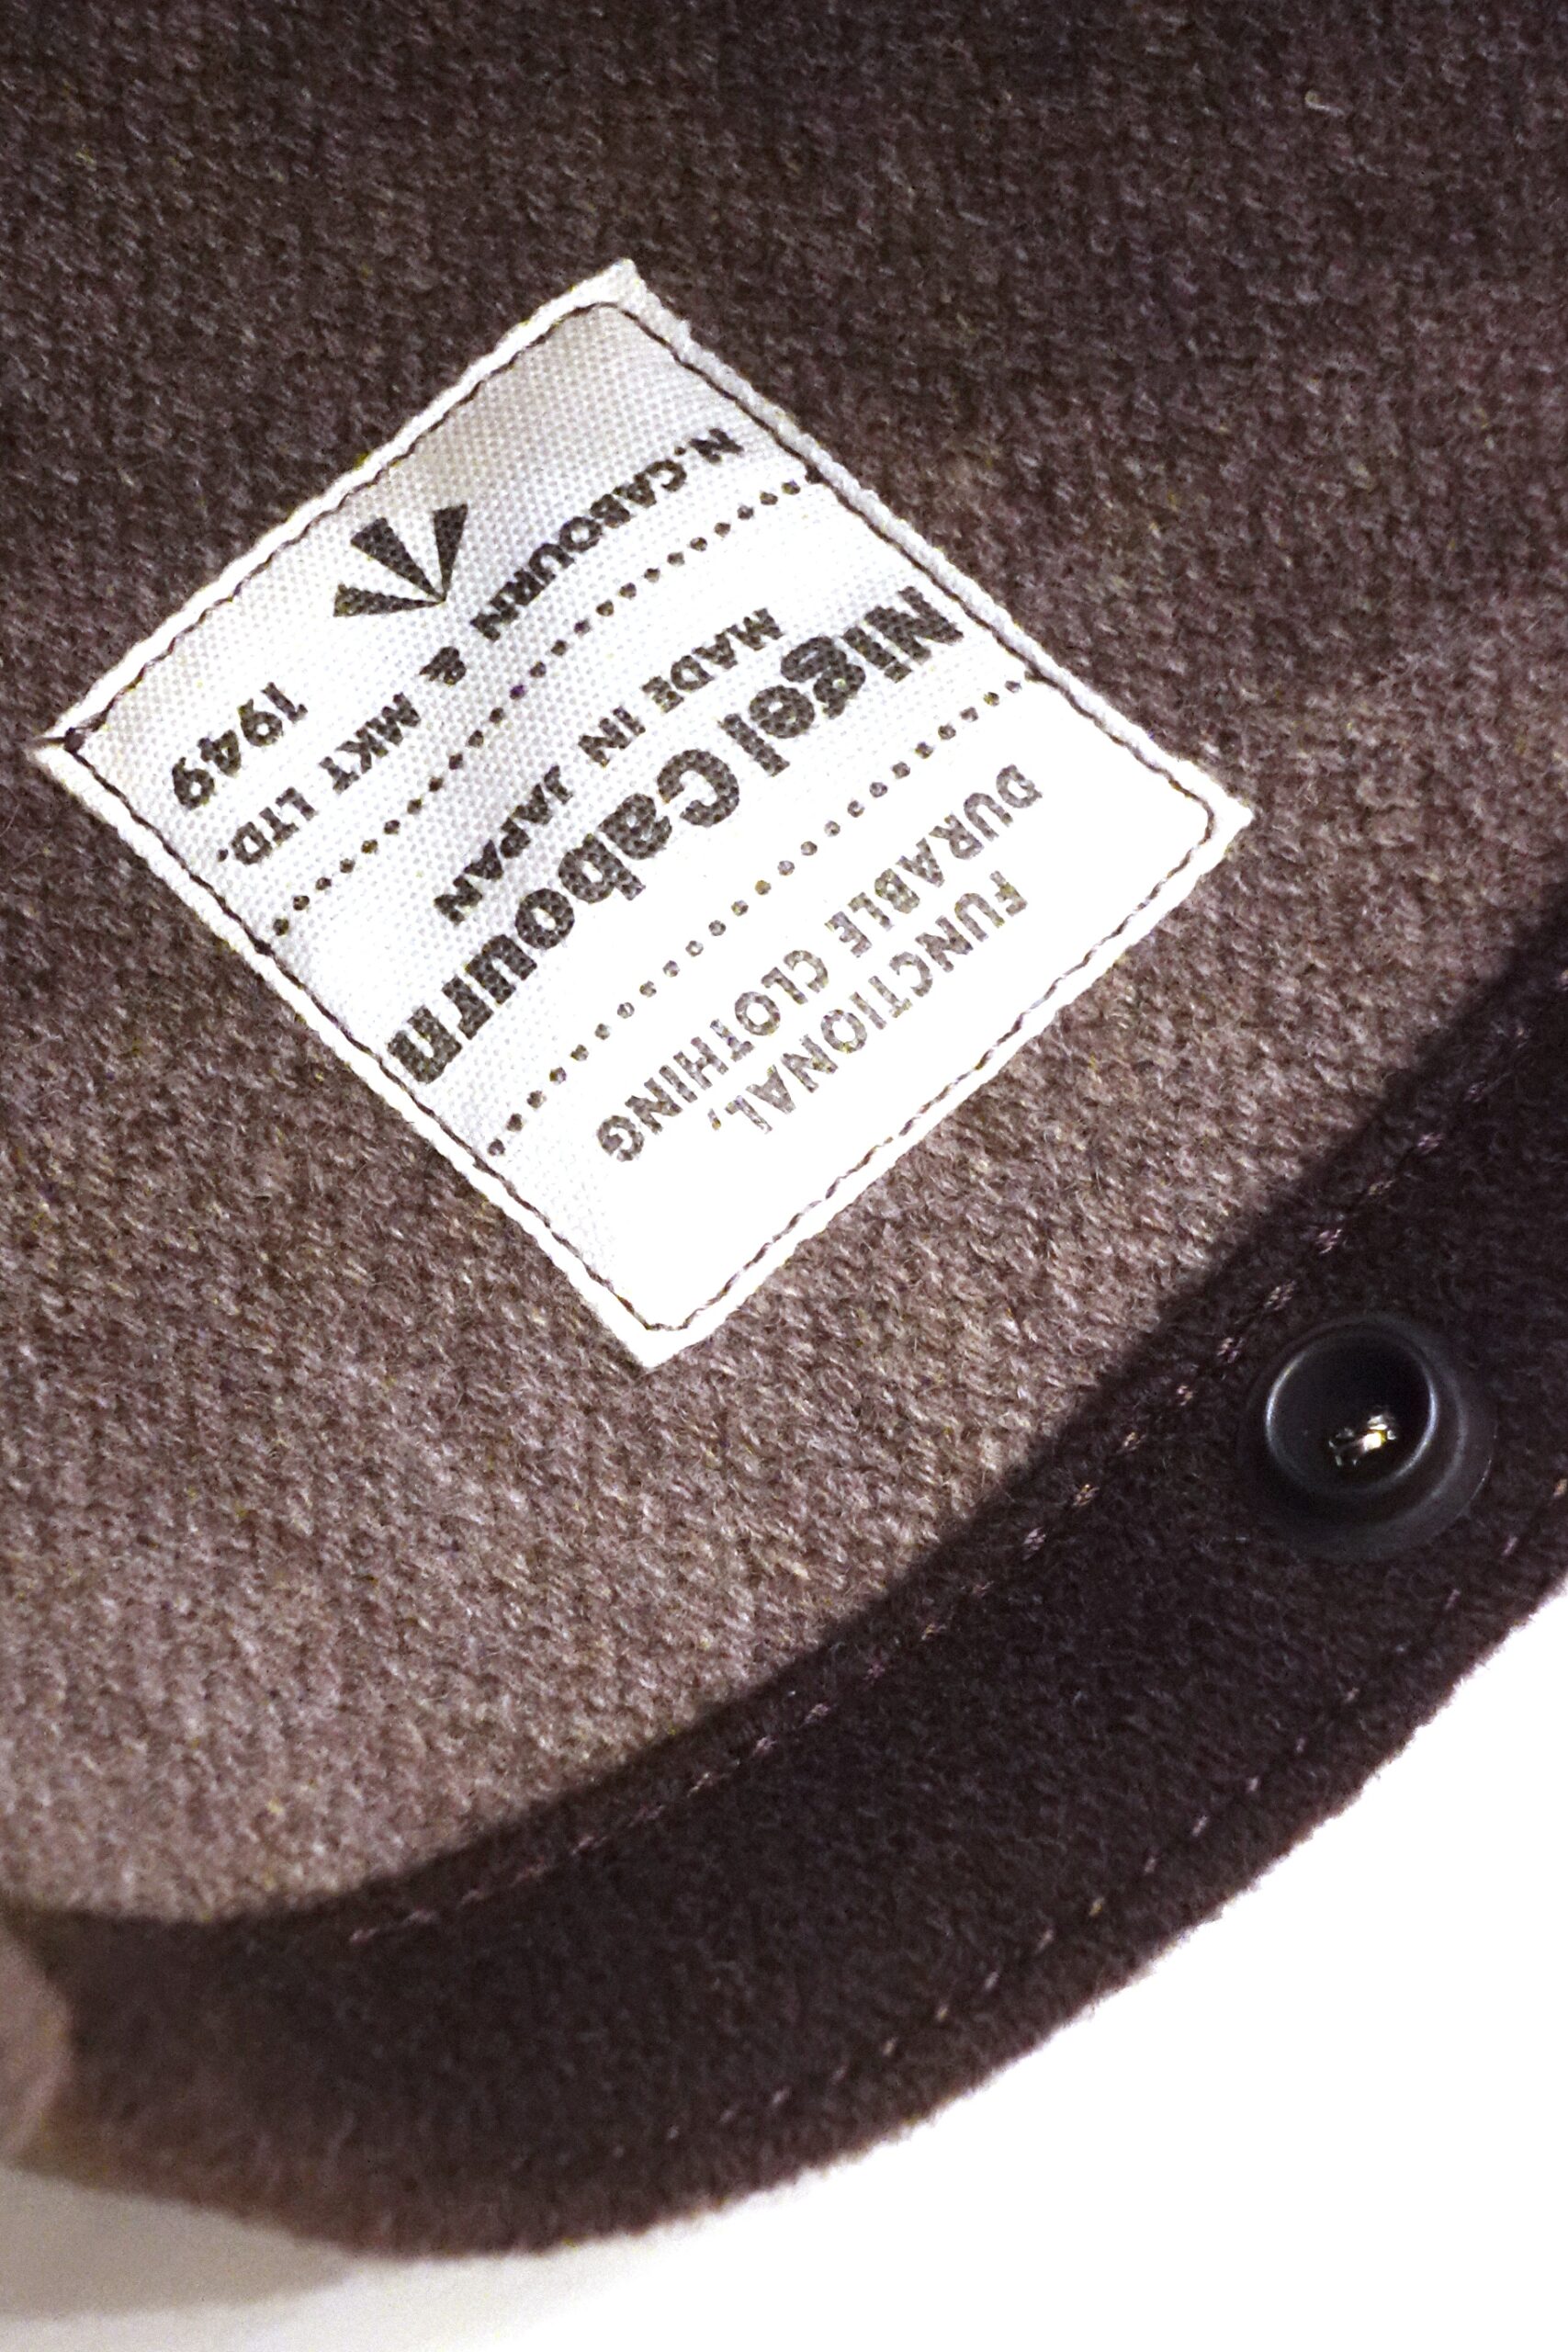 FUNCTIONAL,
DURABLE CLOTHING
Nigel Cabourn
MADE IN JAPAN
N.CABOURN & MKT LTD.
1949